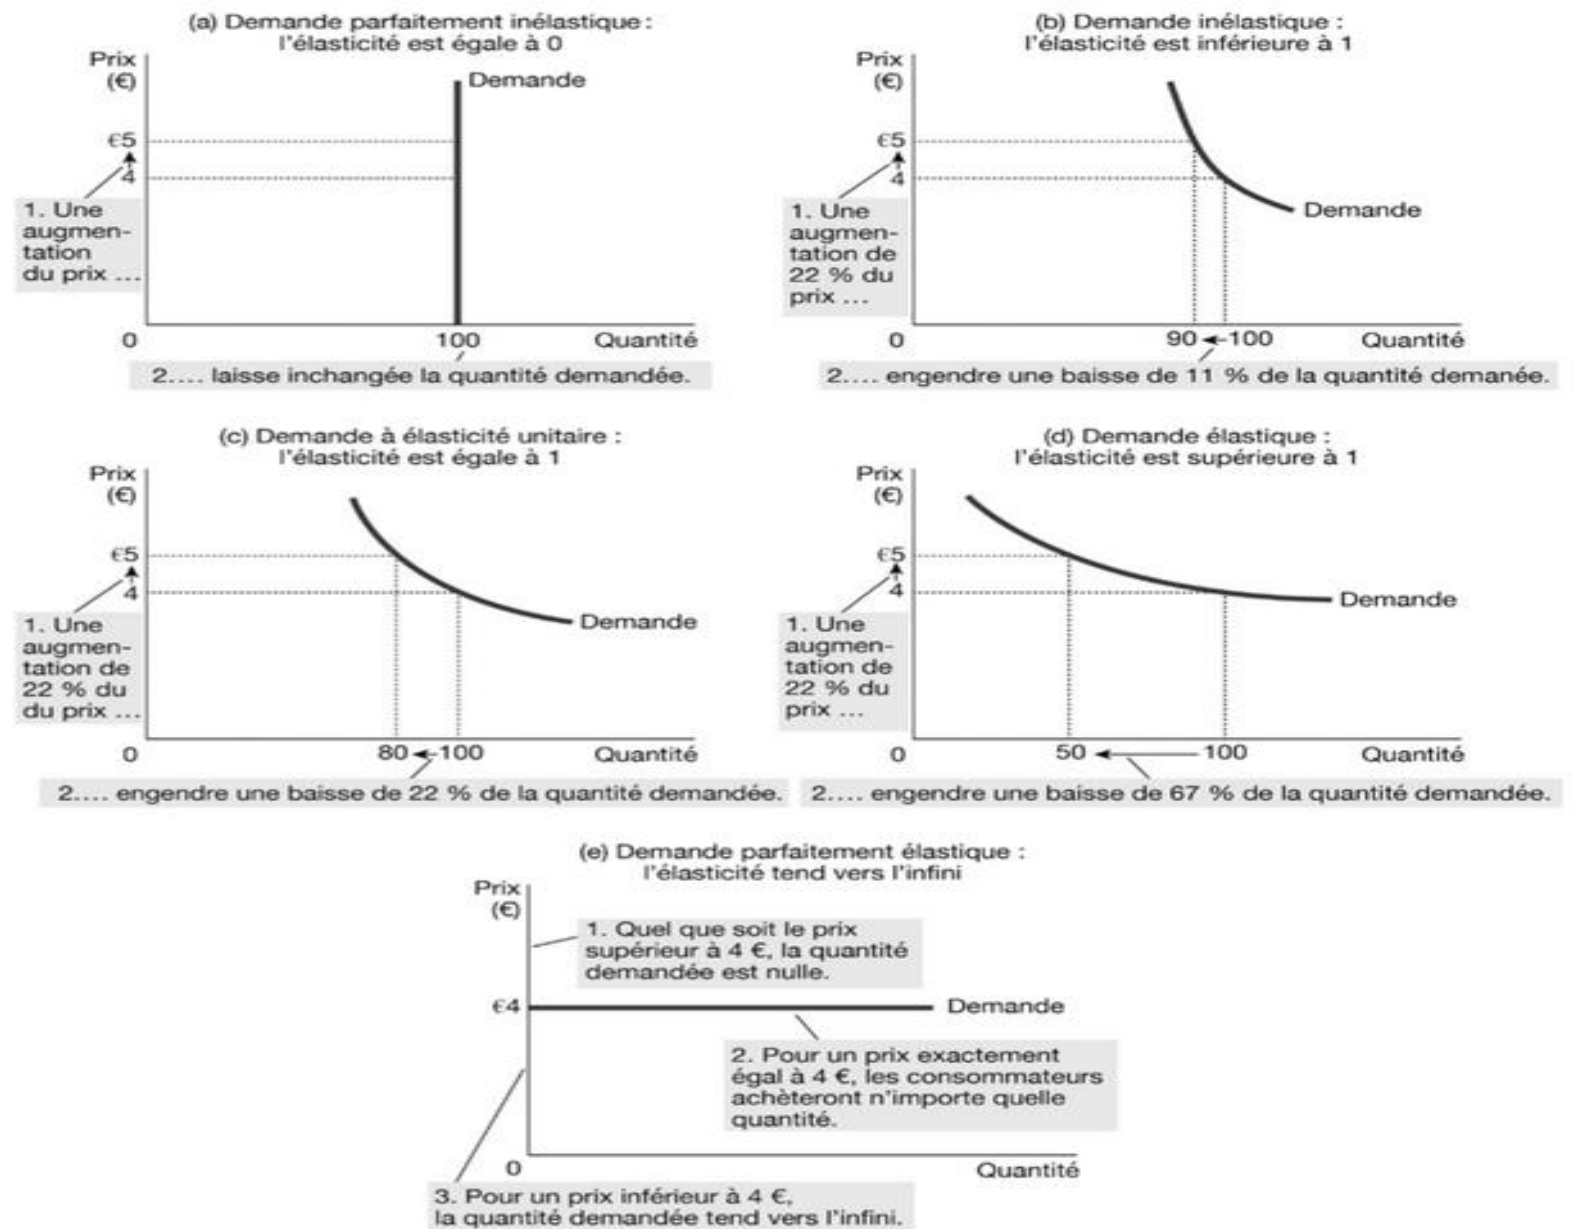 (a) Demande parfaitement inélastique :
l'élasticité est égale à 0
Prix
(€)
Demande
€5
4
1. Une
augmen-
tation
du prix ...
0
100
Quantité
2.... laisse inchangée la quantité demandée.
(b) Demande inélastique :
l'élasticité est inférieure à 1
Prix
(€)
€5
4
Demande
1. Une
augmen-
tation de
22 % du
prix ...
0
90
100
Quantité
2.... engendre une baisse de 11 % de la quantité demanée.
(c) Demande à élasticité unitaire :
l'élasticité est égale à 1
Prix
(€)
€5
4
Demande
1. Une
augmen-
tation de
22 % du
du prix ...
0
80
100
Quantité
2.... engendre une baisse de 22 % de la quantité demandée.
(d) Demande élastique :
l'élasticité est supérieure à 1
Prix
(€)
€5
4
Demande
1. Une
augmen-
tation de
22 % du
prix ...
0
50
100
Quantité
2.... engendre une baisse de 67 % de la quantité demandée.
(e) Demande parfaitement élastique :
l'élasticité tend vers l'infini
Prix
(€)
1. Quel que soit le prix
supérieur à 4 €, la quantité
demandée est nulle.
€4
Demande
2. Pour un prix exactement
égal à 4 €, les consommateurs
achèteront n'importe quelle
quantité.
0
Quantité
3. Pour un prix inférieur à 4 €,
la quantité demandée tend vers l'infini.